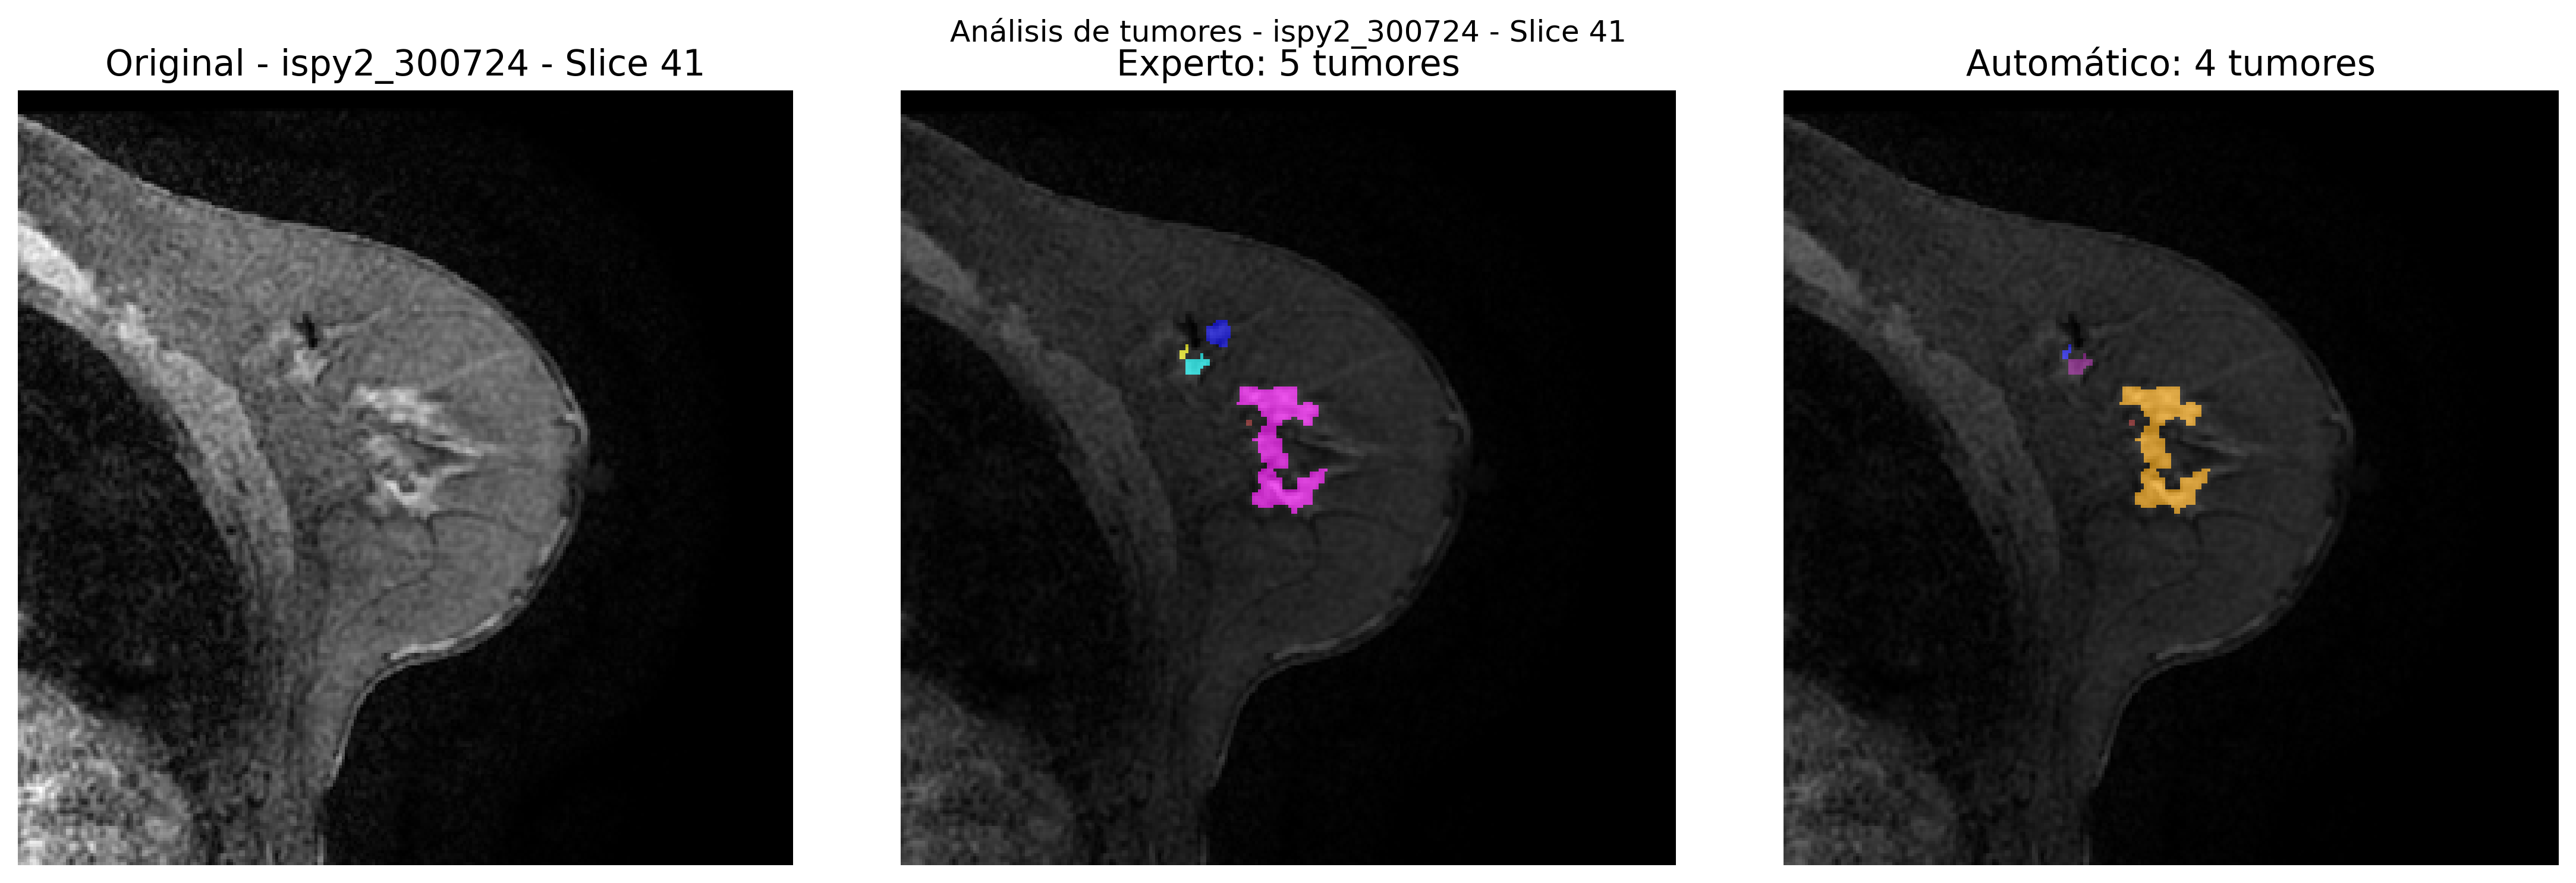 Análisis de tumores - ispy2_300724 - Slice 41
Original - ispy2_300724 - Slice 41
Experto: 5 tumores
Automático: 4 tumores